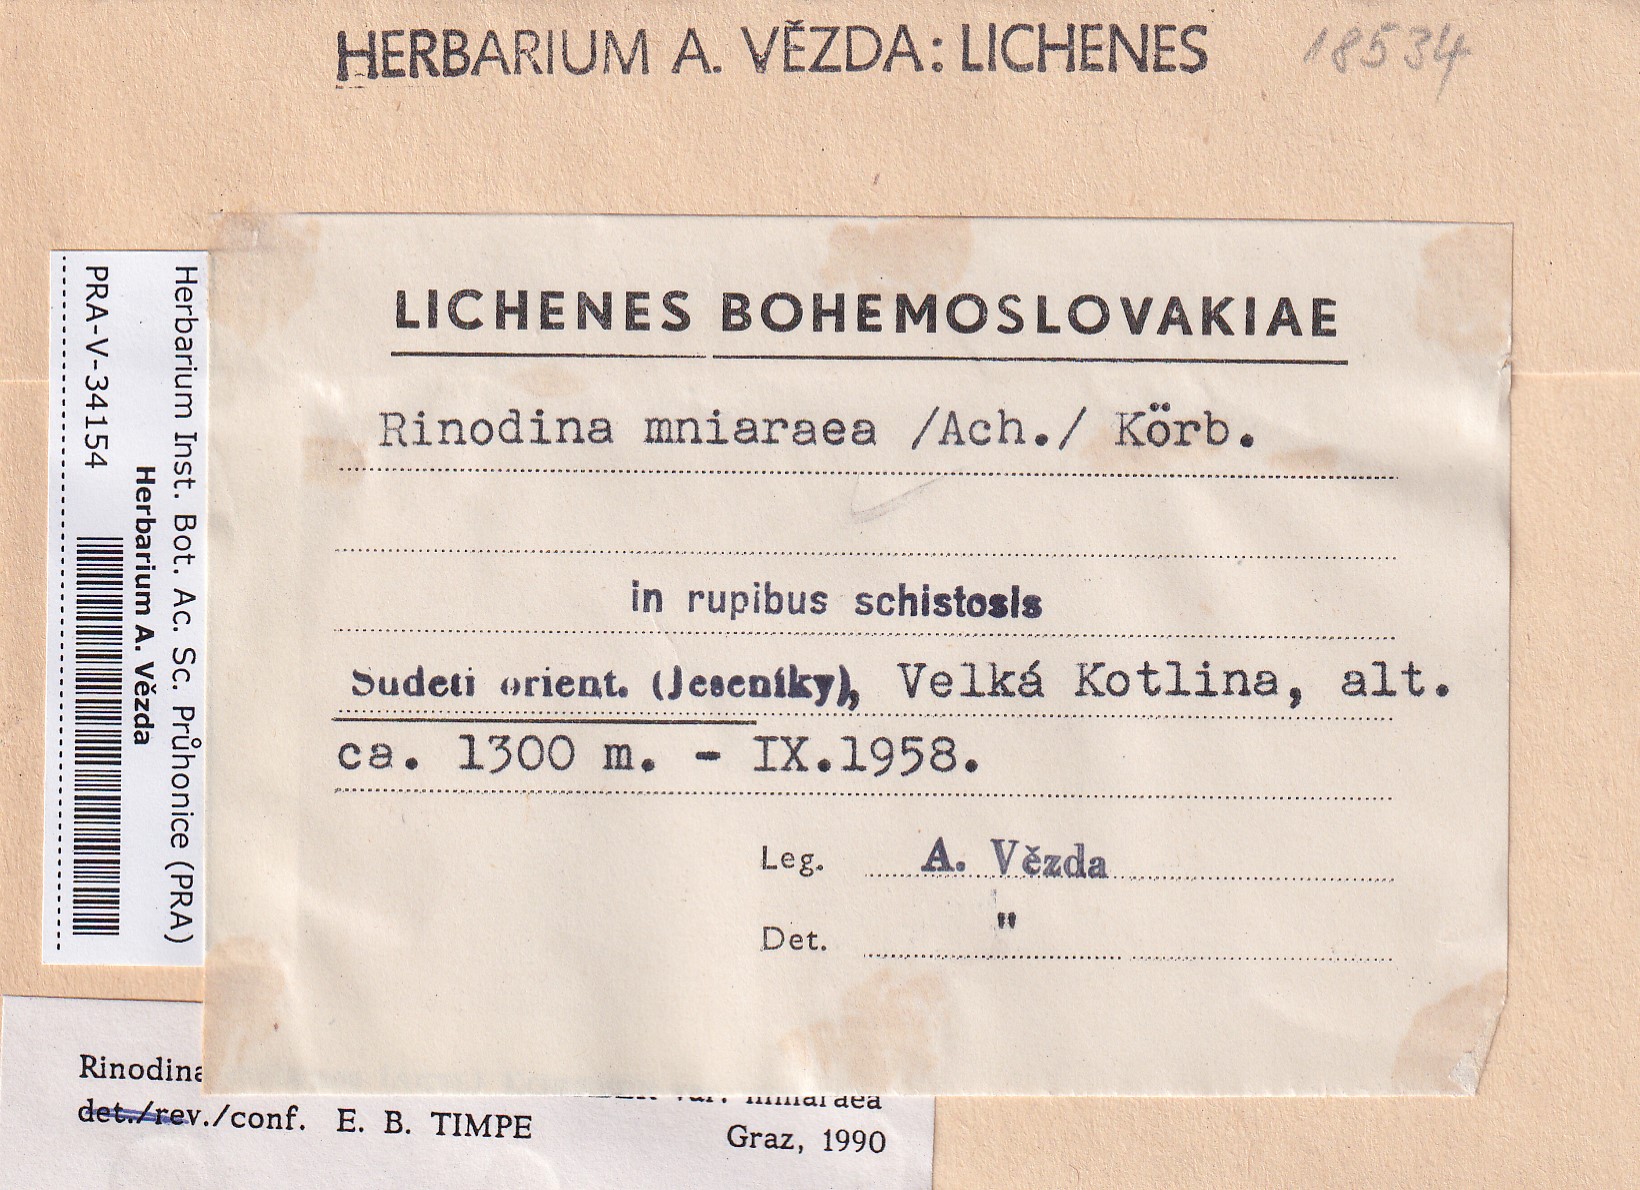 HERBARIUM A. VĚZDA: LICHENES 18534
LICHENES BOHEMOSLOVAKIAE
Rinodina mniaraea /Ach./ Körb.
in rupibus schistosis
Sudeti orient. (Jeseníky), Velká Kotlina, alt.
ca. 1300 m. - IX.1958.
Leg. A. Vězda
Det. "
Herbarium Inst. Bot. Ac. Sc. Průhonice (PRA)
Herbarium A. Vězda
PRA-V-34154
Rinodina var. mniaraea
det./rev./conf. E. B. TIMPE
Graz, 1990